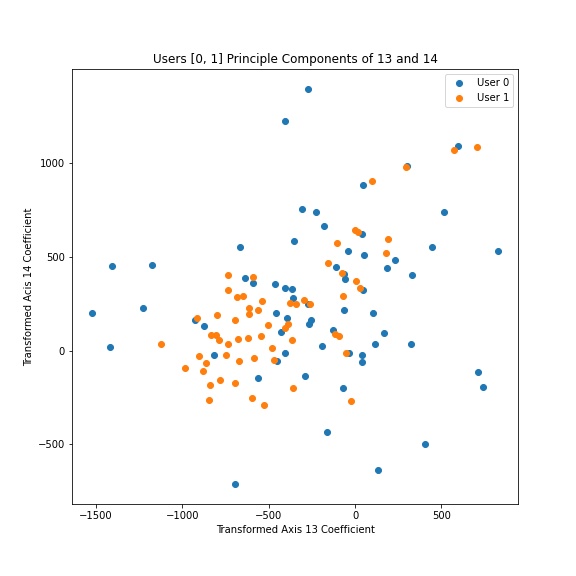 Users [0, 1] Principle Components of 13 and 14
User 0
User 1
Transformed Acis 14 Coefficient
1000
500
0
−500
−1500
−1000
−500
0
500
Transformed Axis 13 Coefficient